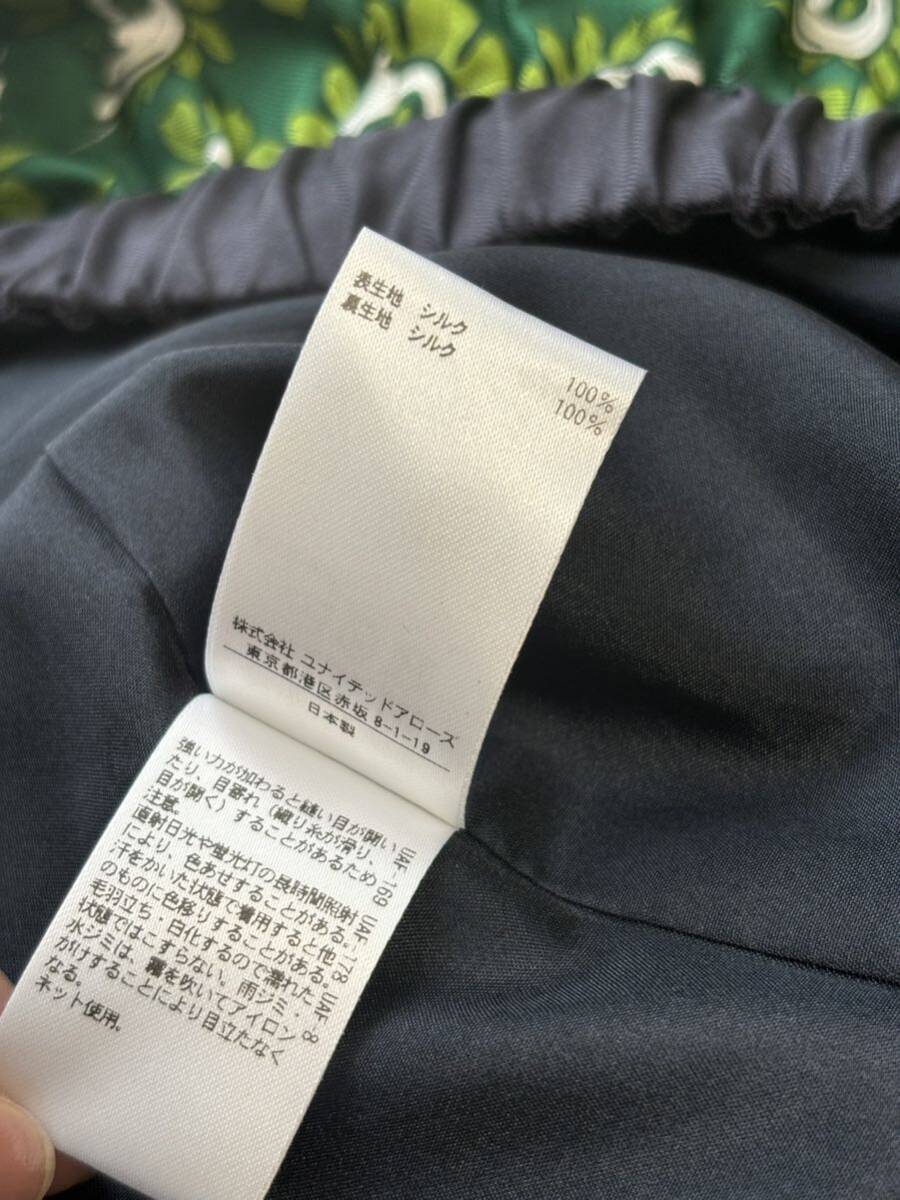 表生地 シルク 100%
裏生地 シルク 100%
株式会社 ユナイテッドアローズ
東京都港区赤坂 8-1-19
日本製
強い力が加わると縫い目が開い
たり、目寄れ（織り糸が滑り、
目が開く）することがあるため
注意。 UAF-169
直射日光や蛍光灯の長時間照射
により、色あせすることがある。
汗をかいた状態で着用すると他
のものに色移りすることがある。 UAF-178
毛羽立ち・白化するので濡れた
状態ではこすらない。雨ジミ・
水ジミは、霧を吹いてアイロン
がけすることにより目立たなく
なる。 UAF-8
ネット使用。